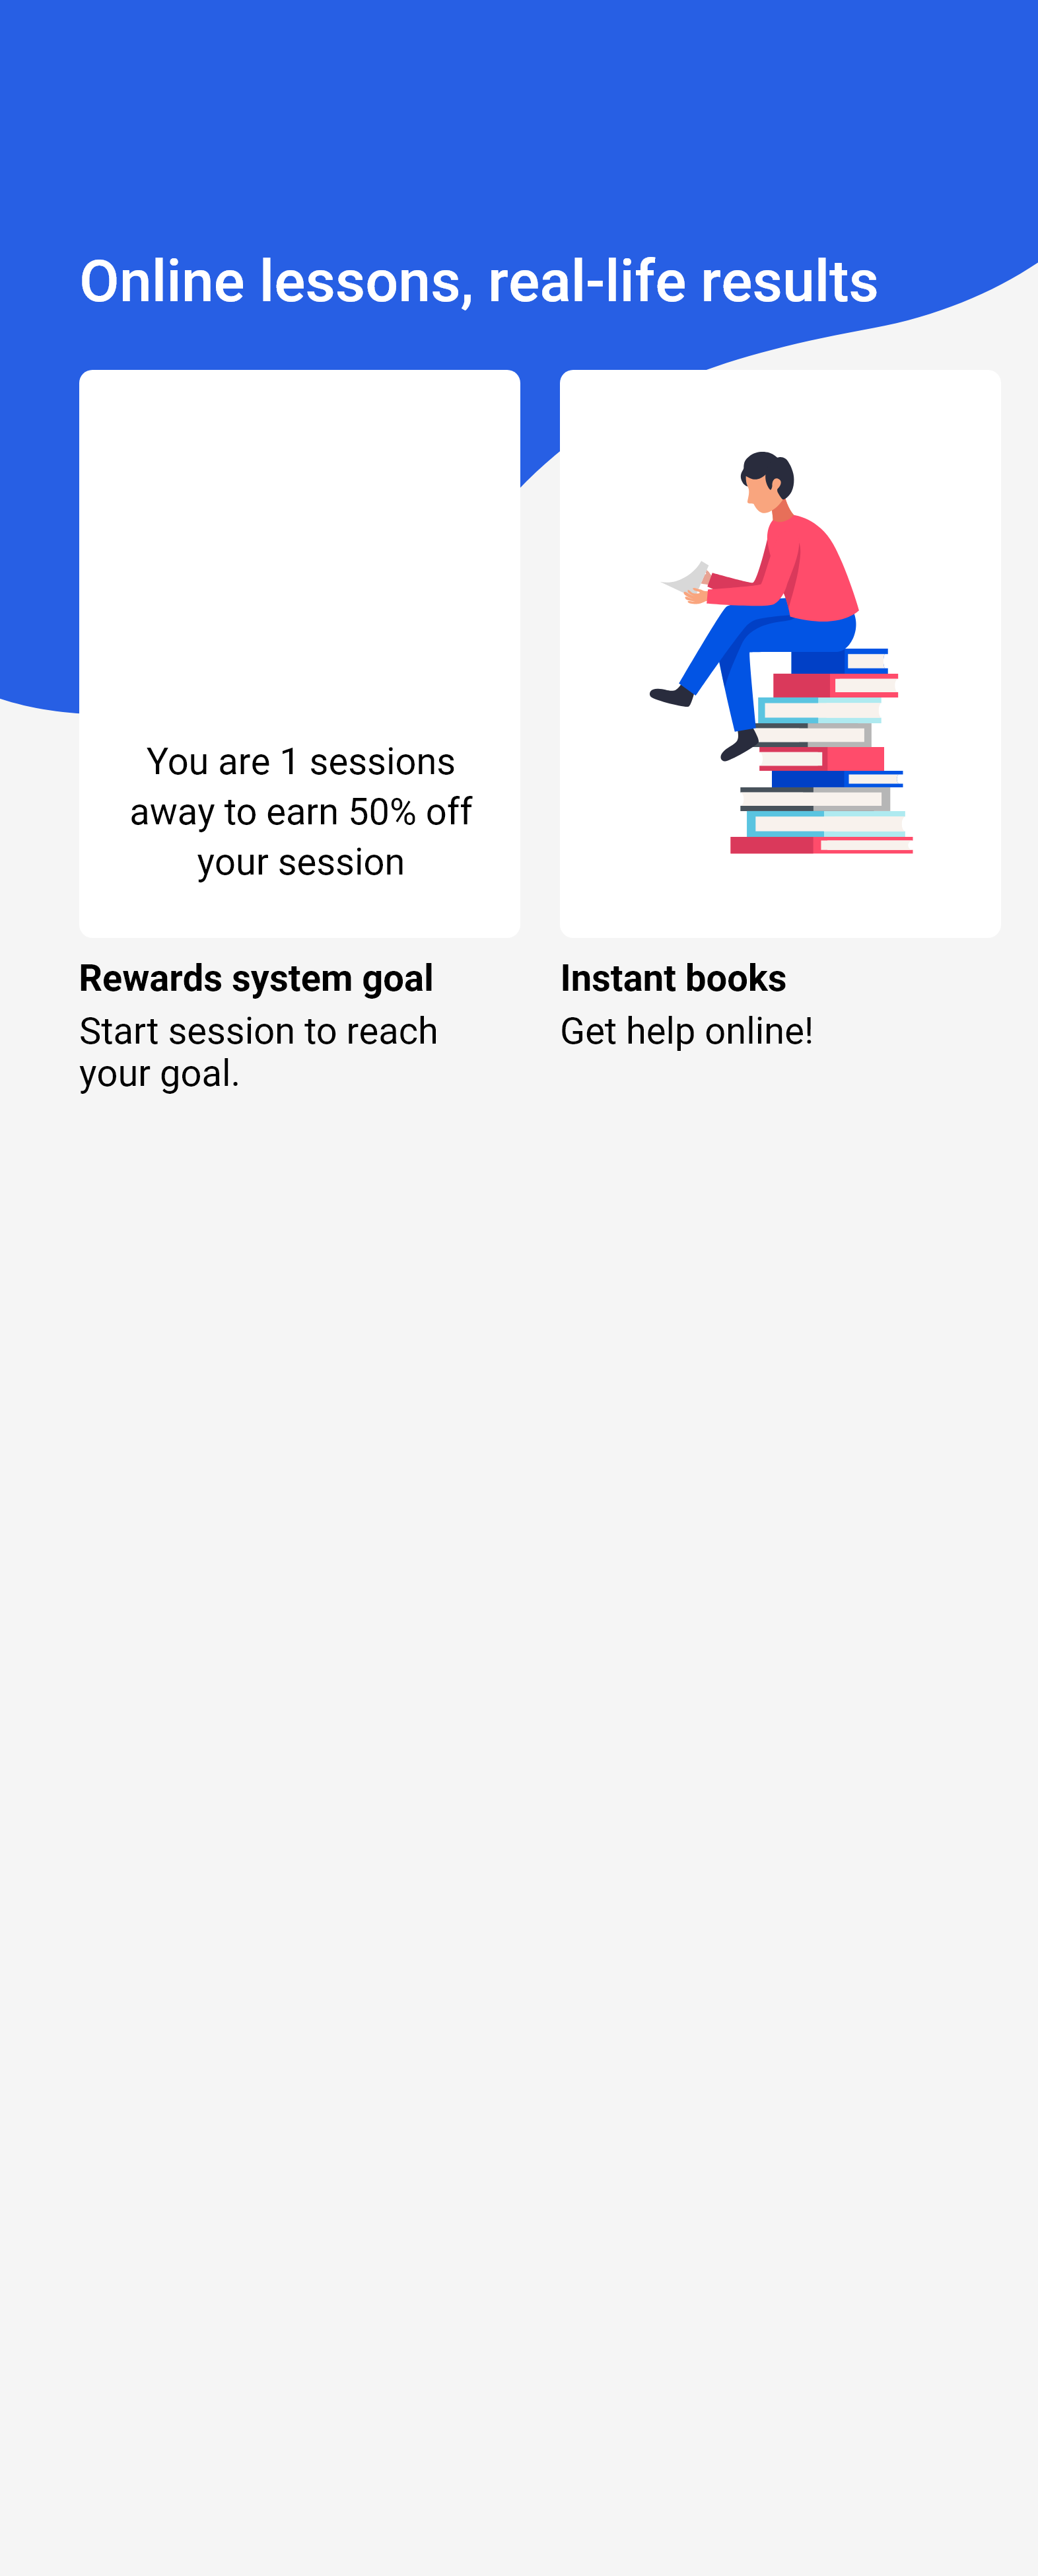 Online lessons, real-life results
You are 1 sessions
away to earn 50% off
your session
Rewards system goal
Start session to reach
your goal.
Instant books
Get help online!